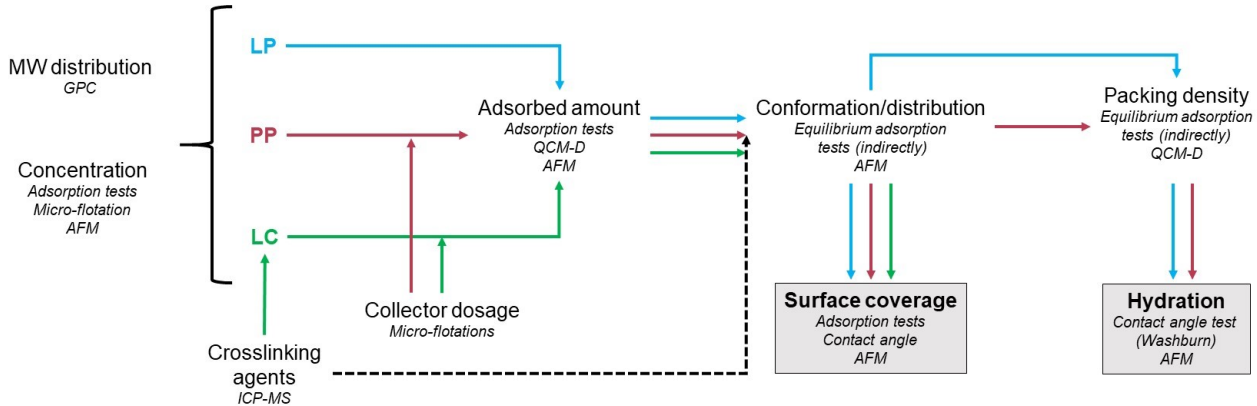 MW distribution
GPC
Concentration
Adsorption tests
Micro-flotation
AFM
LP
PP
LC
Crosslinking
agents
ICP-MS
Collector dosage
Micro-flotations
Adsorbed amount
Adsorption tests
QCM-D
AFM
Conformation/distribution
Equilibrium adsorption
tests (indirectly)
AFM
Packing density
Equilibrium adsorption
tests (indirectly)
QCM-D
Surface coverage
Adsorption tests
Contact angle
AFM
Hydration
Contact angle test
(Washburn)
AFM